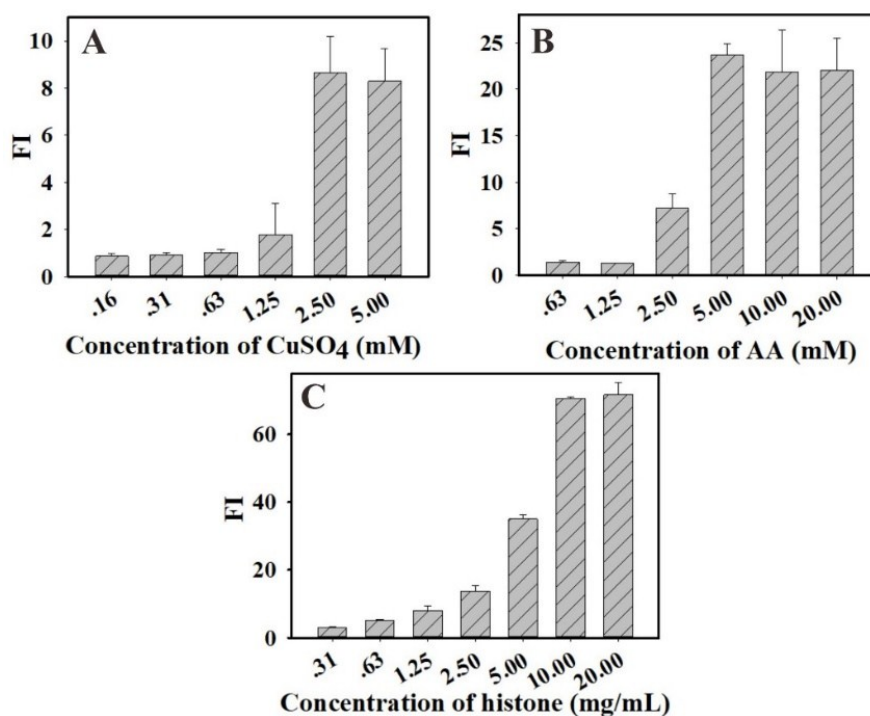 A
FI
10
8
6
4
2
0
.16 .31 .63 1.25 2.50 5.00
Concentration of CuSO4 (mM)
B
FI
25
20
15
10
5
0
.63 1.25 2.50 5.00 10.00 20.00
Concentration of AA (mM)
C
FI
60
40
20
0
.31 .63 1.25 2.50 5.00 10.00 20.00
Concentration of histone (mg/mL)